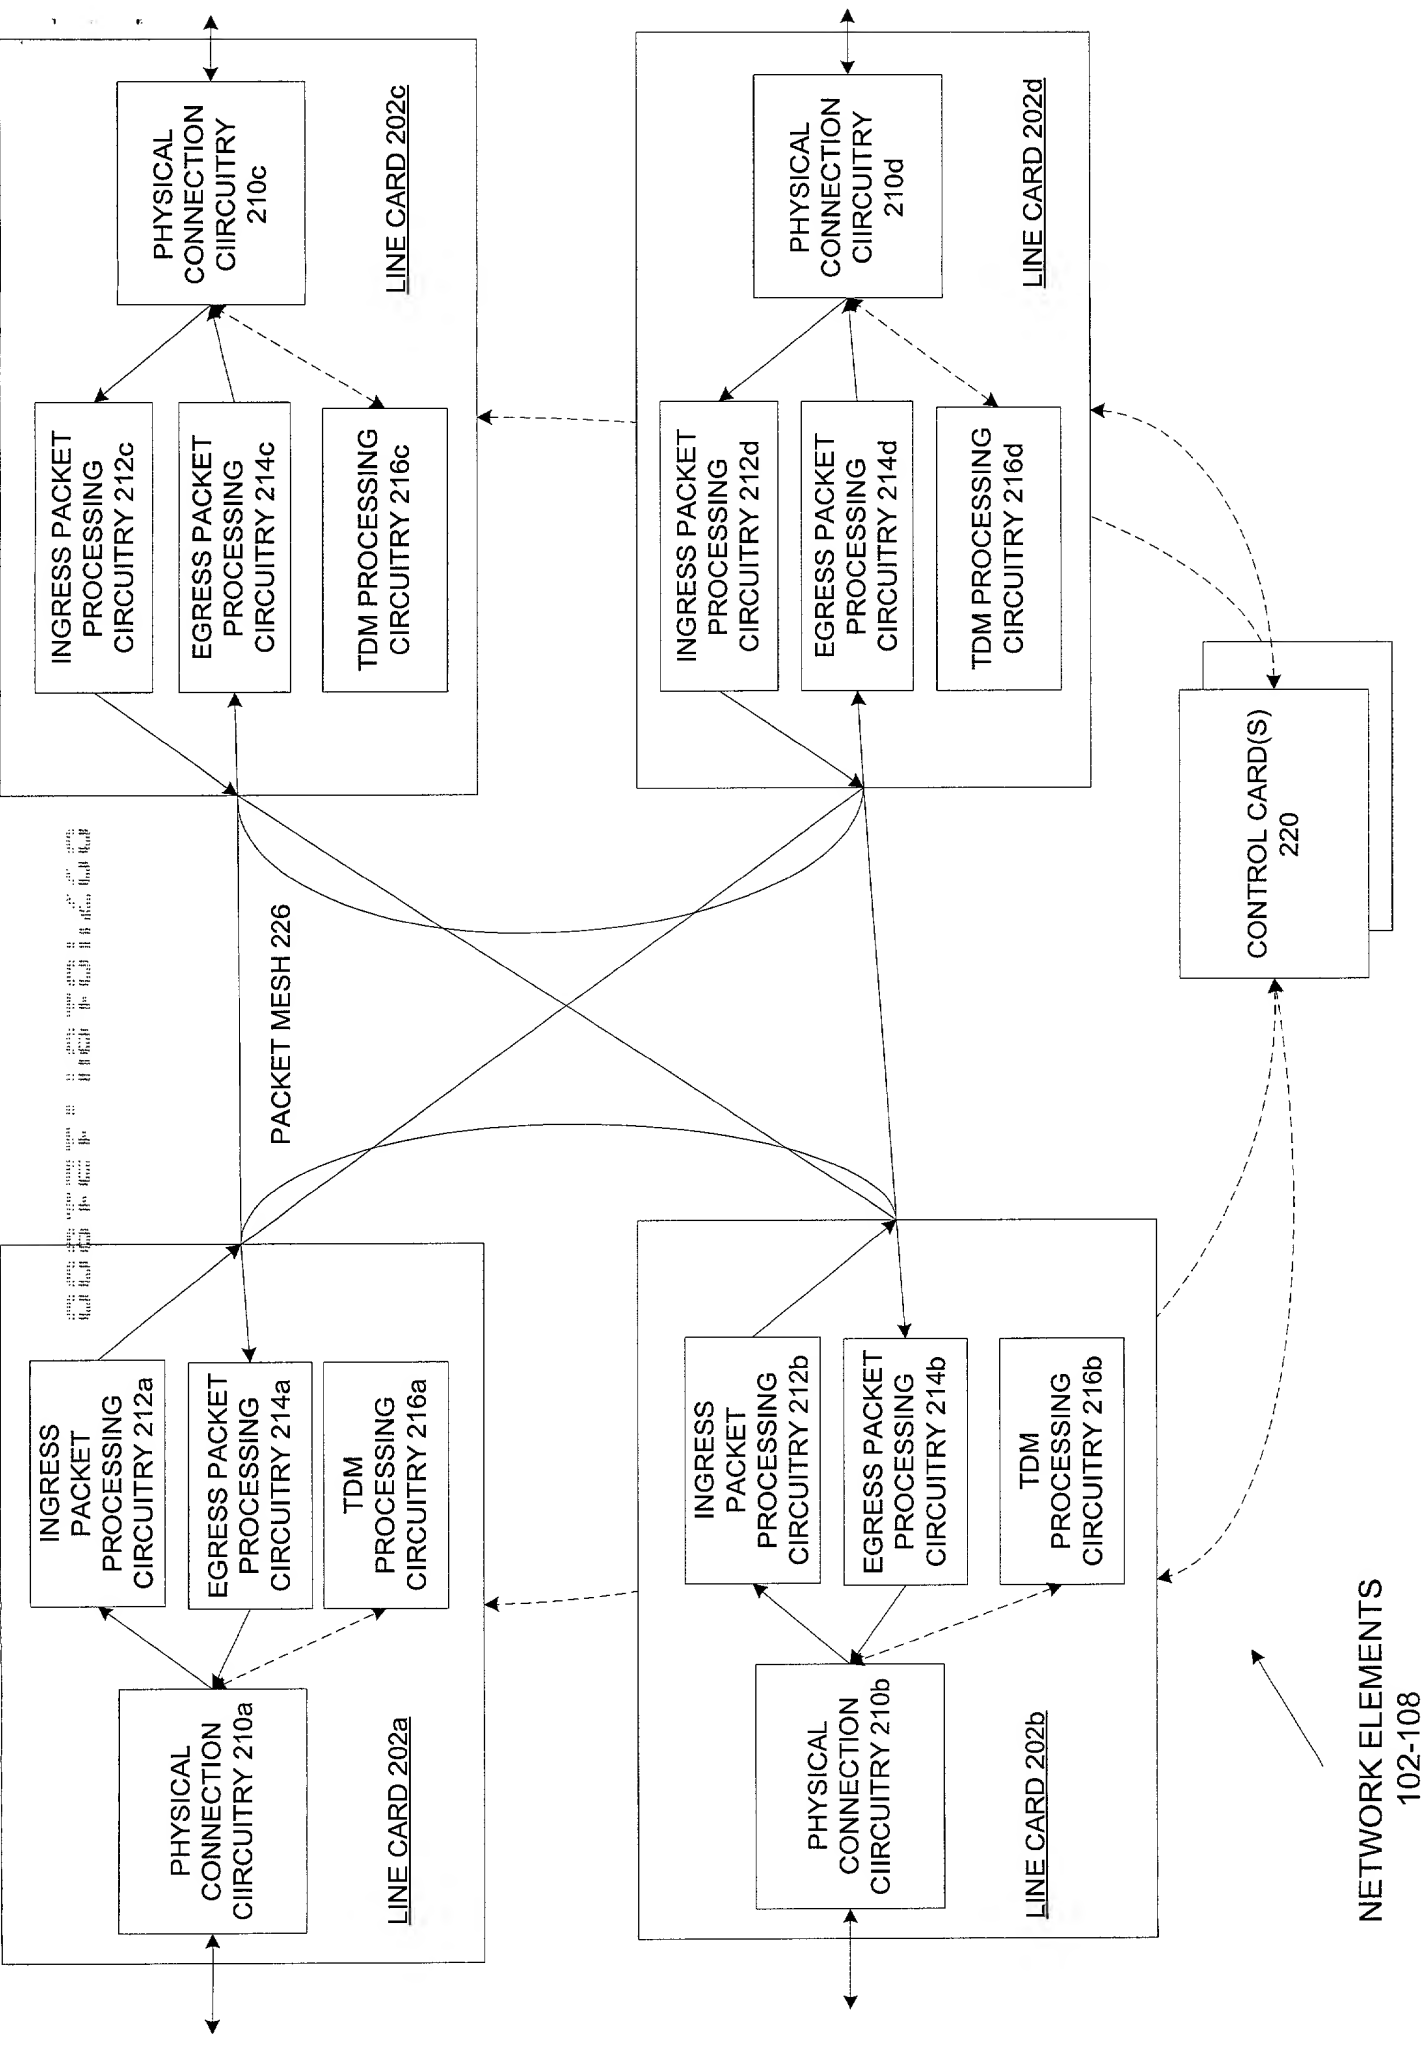 INGRESS
PACKET
PROCESSING
CIRCUITRY 212a
PHYSICAL
CONNECTION
CIIRCUITRY 210a
EGRESS PACKET
PROCESSING
CIRCUITRY 214a
TDM
PROCESSING
CIRCUITRY 216a
LINE CARD 202a
PACKET MESH 226
INGRESS PACKET
PROCESSING
CIRCUITRY 212c
EGRESS PACKET
PROCESSING
CIRCUITRY 214c
TDM PROCESSING
CIRCUITRY 216c
PHYSICAL
CONNECTION
CIIRCUITRY
210c
LINE CARD 202c
INGRESS
PACKET
PROCESSING
CIRCUITRY 212b
PHYSICAL
CONNECTION
CIIRCUITRY 210b
EGRESS PACKET
PROCESSING
CIRCUITRY 214b
TDM
PROCESSING
CIRCUITRY 216b
LINE CARD 202b
INGRESS PACKET
PROCESSING
CIRCUITRY 212d
EGRESS PACKET
PROCESSING
CIRCUITRY 214d
TDM PROCESSING
CIRCUITRY 216d
PHYSICAL
CONNECTION
CIIRCUITRY
210d
LINE CARD 202d
CONTROL CARD(S)
220
NETWORK ELEMENTS
102-108